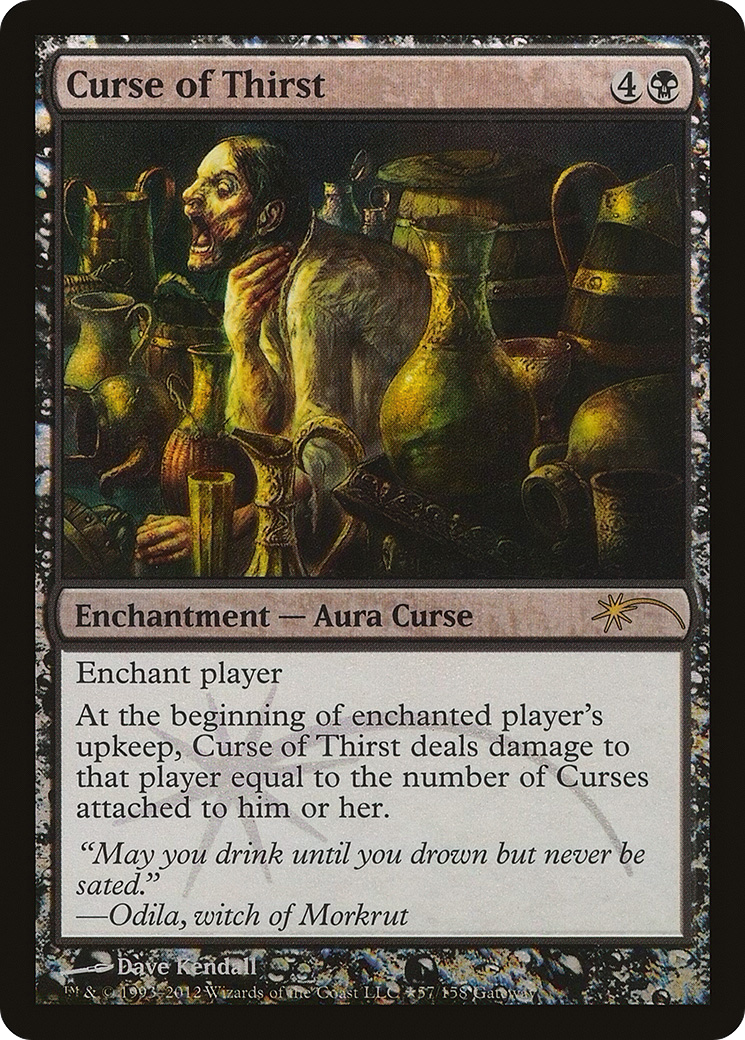 Curse of Thirst 4
Enchantment — Aura Curse
Enchant player
At the beginning of enchanted player's
upkeep, Curse of Thirst deals damage to
that player equal to the number of Curses
attached to him or her.
“May you drink until you drown but never be
sated.”
—Odila, witch of Morkrut
Dave Kendall
™ & © 1993–2012 Wizards of the Coast LLC ★57/158 Gateway